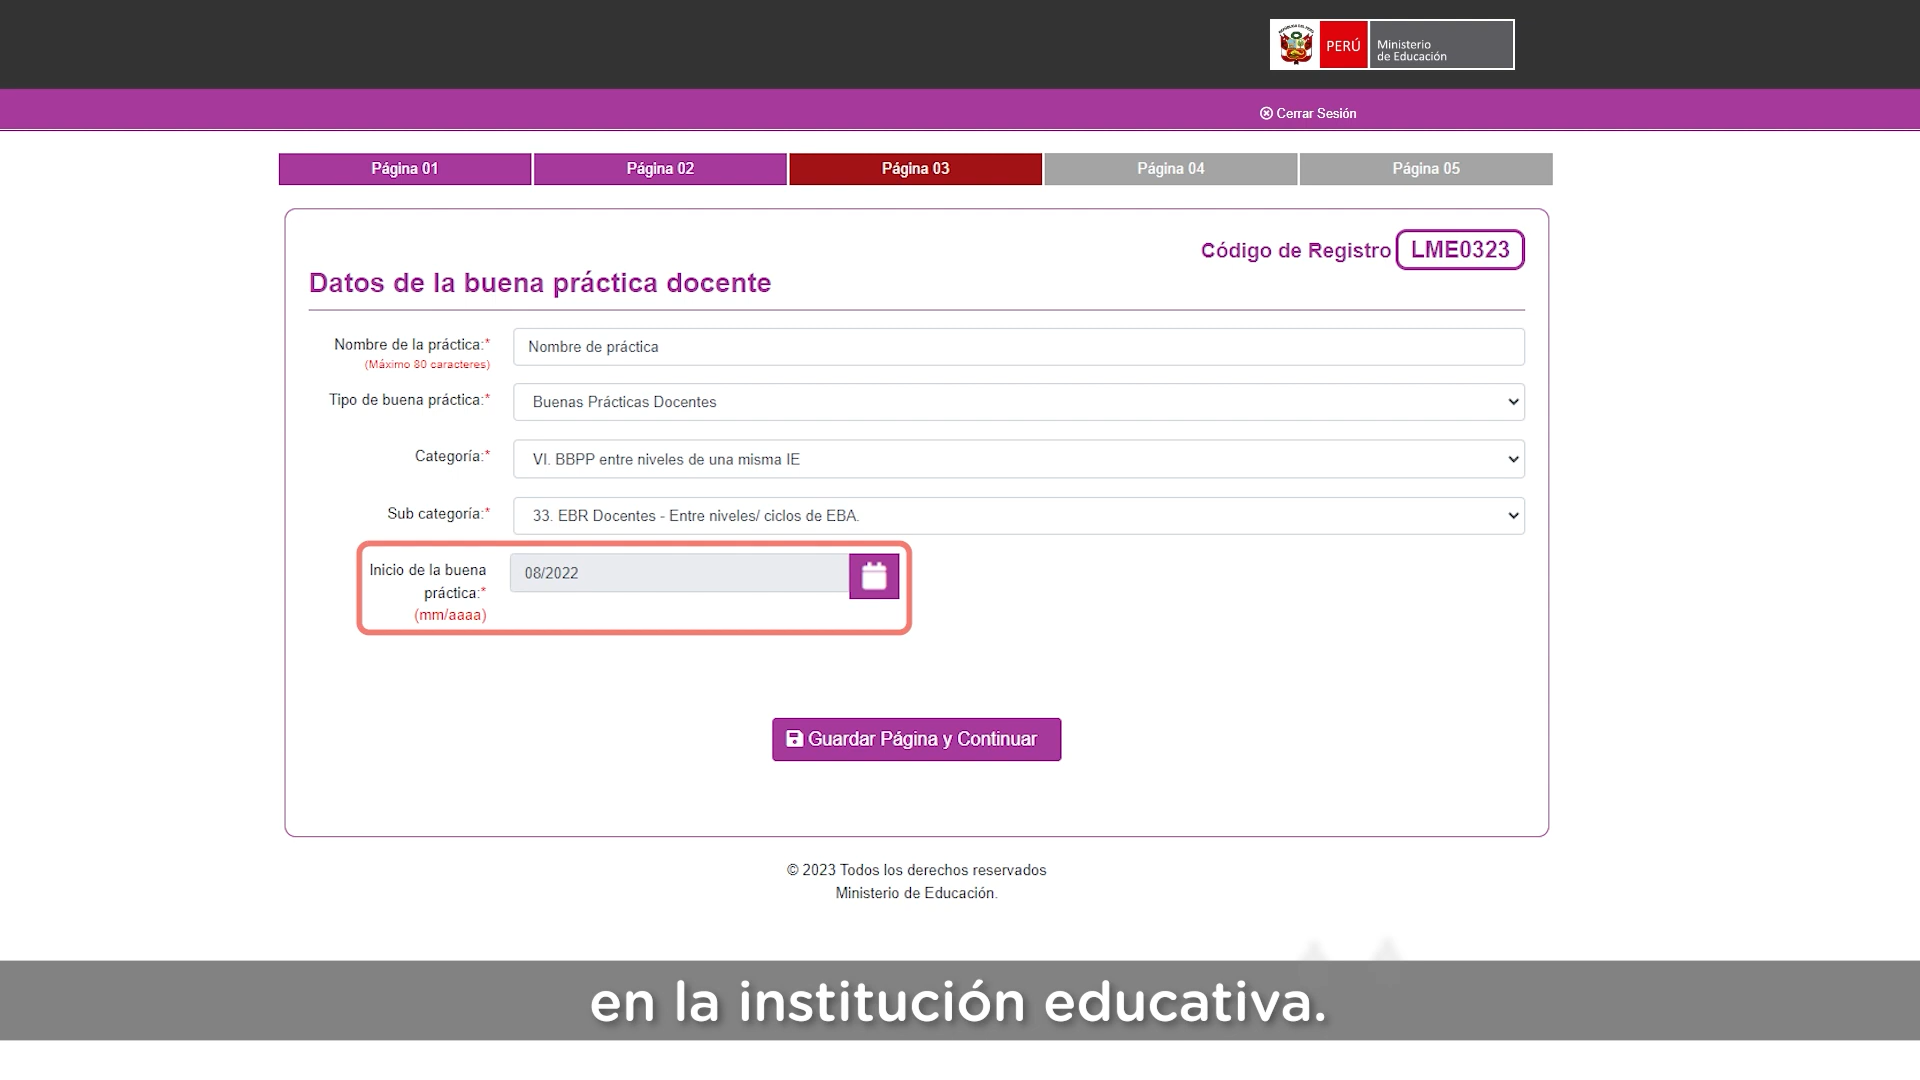 PERÚ
Ministerio
de Educación
Cerrar Sesión
Página 01
Página 02
Página 03
Página 04
Página 05
Código de Registro
LME0323
Datos de la buena práctica docente
Nombre de la práctica:*
(Máximo 80 caracteres)
Nombre de práctica
Tipo de buena práctica:*
Buenas Prácticas Docentes
Categoría:*
VI. BBPP entre niveles de una misma IE
Sub categoría:*
33. EBR Docentes - Entre niveles/ ciclos de EBA.
Inicio de la buena
práctica:*
(mm/aaaa)
08/2022
Guardar Página y Continuar
© 2023 Todos los derechos reservados
Ministerio de Educación.
en la institución educativa.